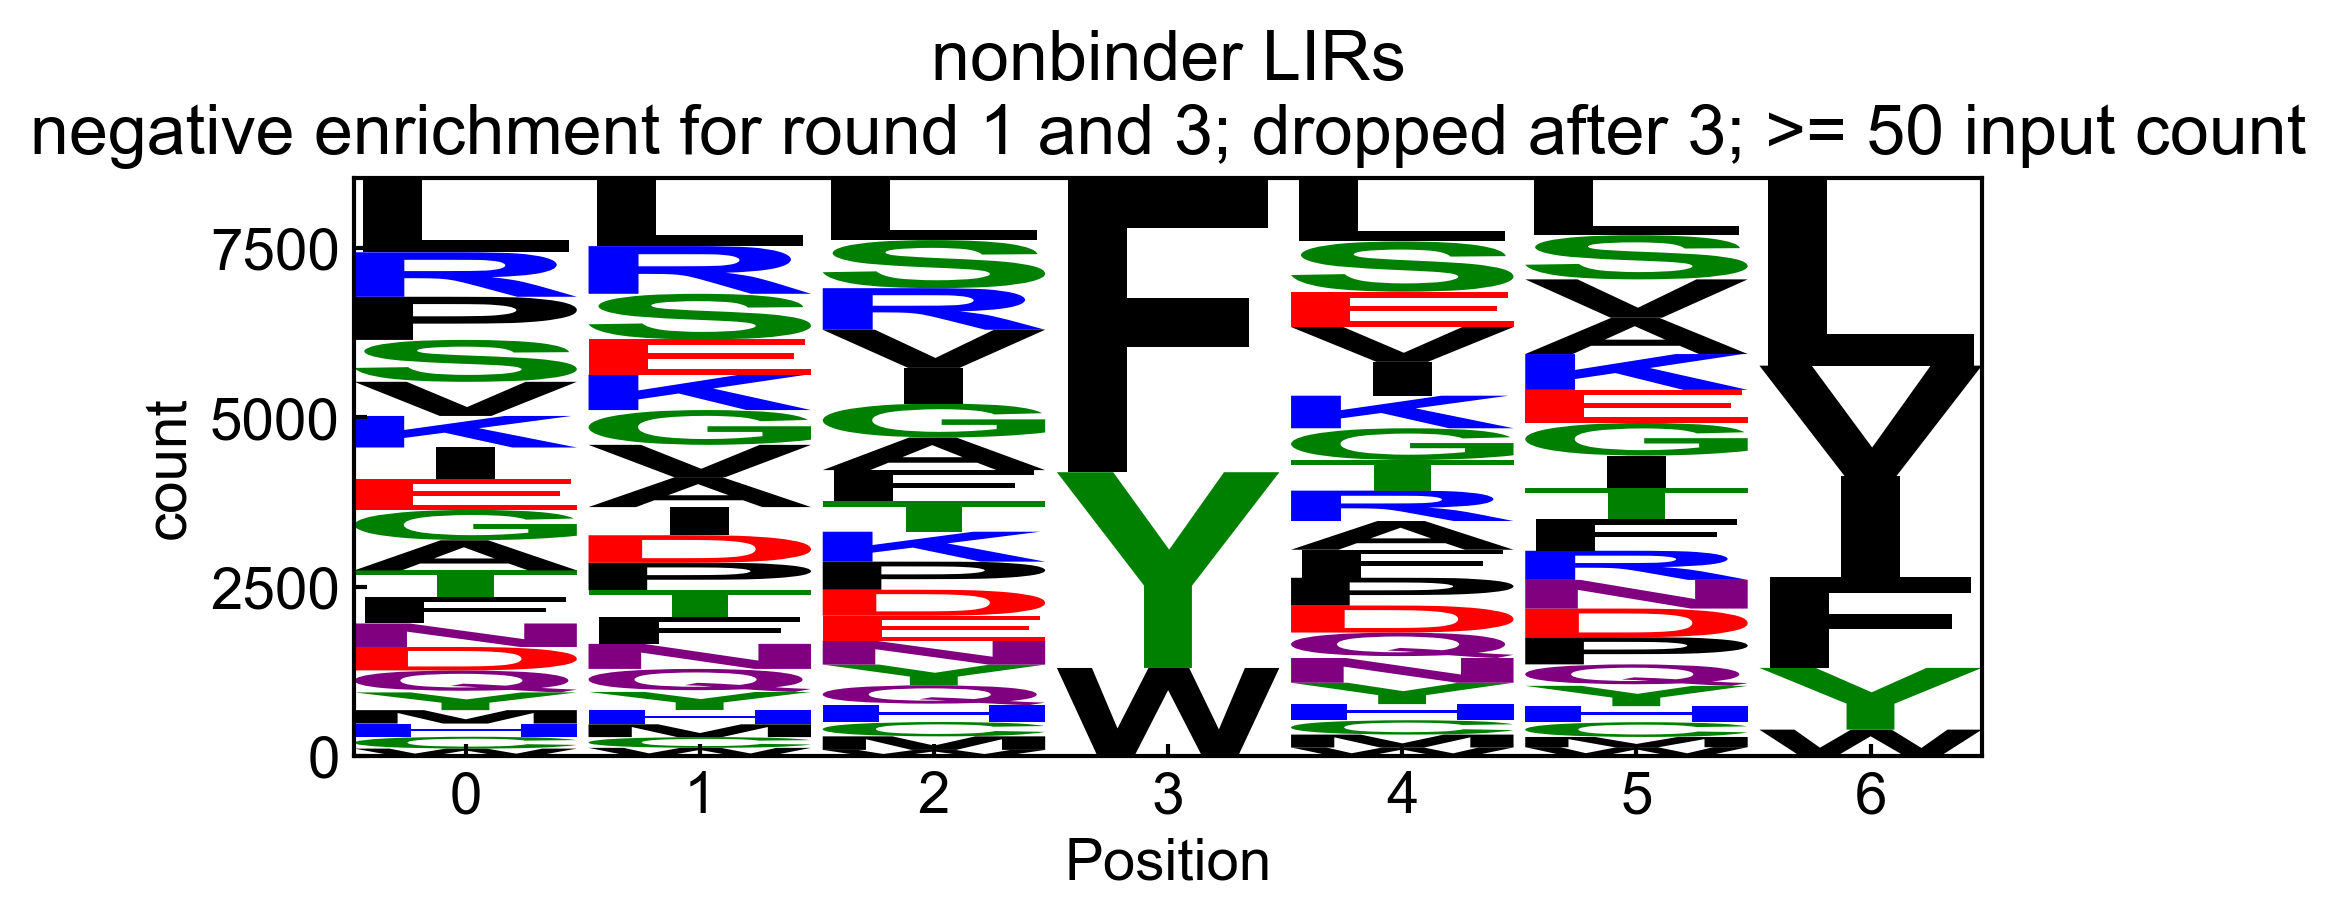 nonbinder LIRs
negative enrichment for round 1 and 3; dropped after 3; >= 50 input count
7500
5000
2500
0
count
L L L F L L L
R R S Y S S V
P S R W E V I
S E V V A F
V K I I K Y
K G G K E W
I V A G G
E A F T I
G I T R T
A D K A F
T P P F R
F T D P N
N F E D D
D N N Q P
Q Q Y N Q
Y Y Q Y Y
M H H H H
H M C C C
C C M M M
W W W W W
0 1 2 3 4 5 6
Position